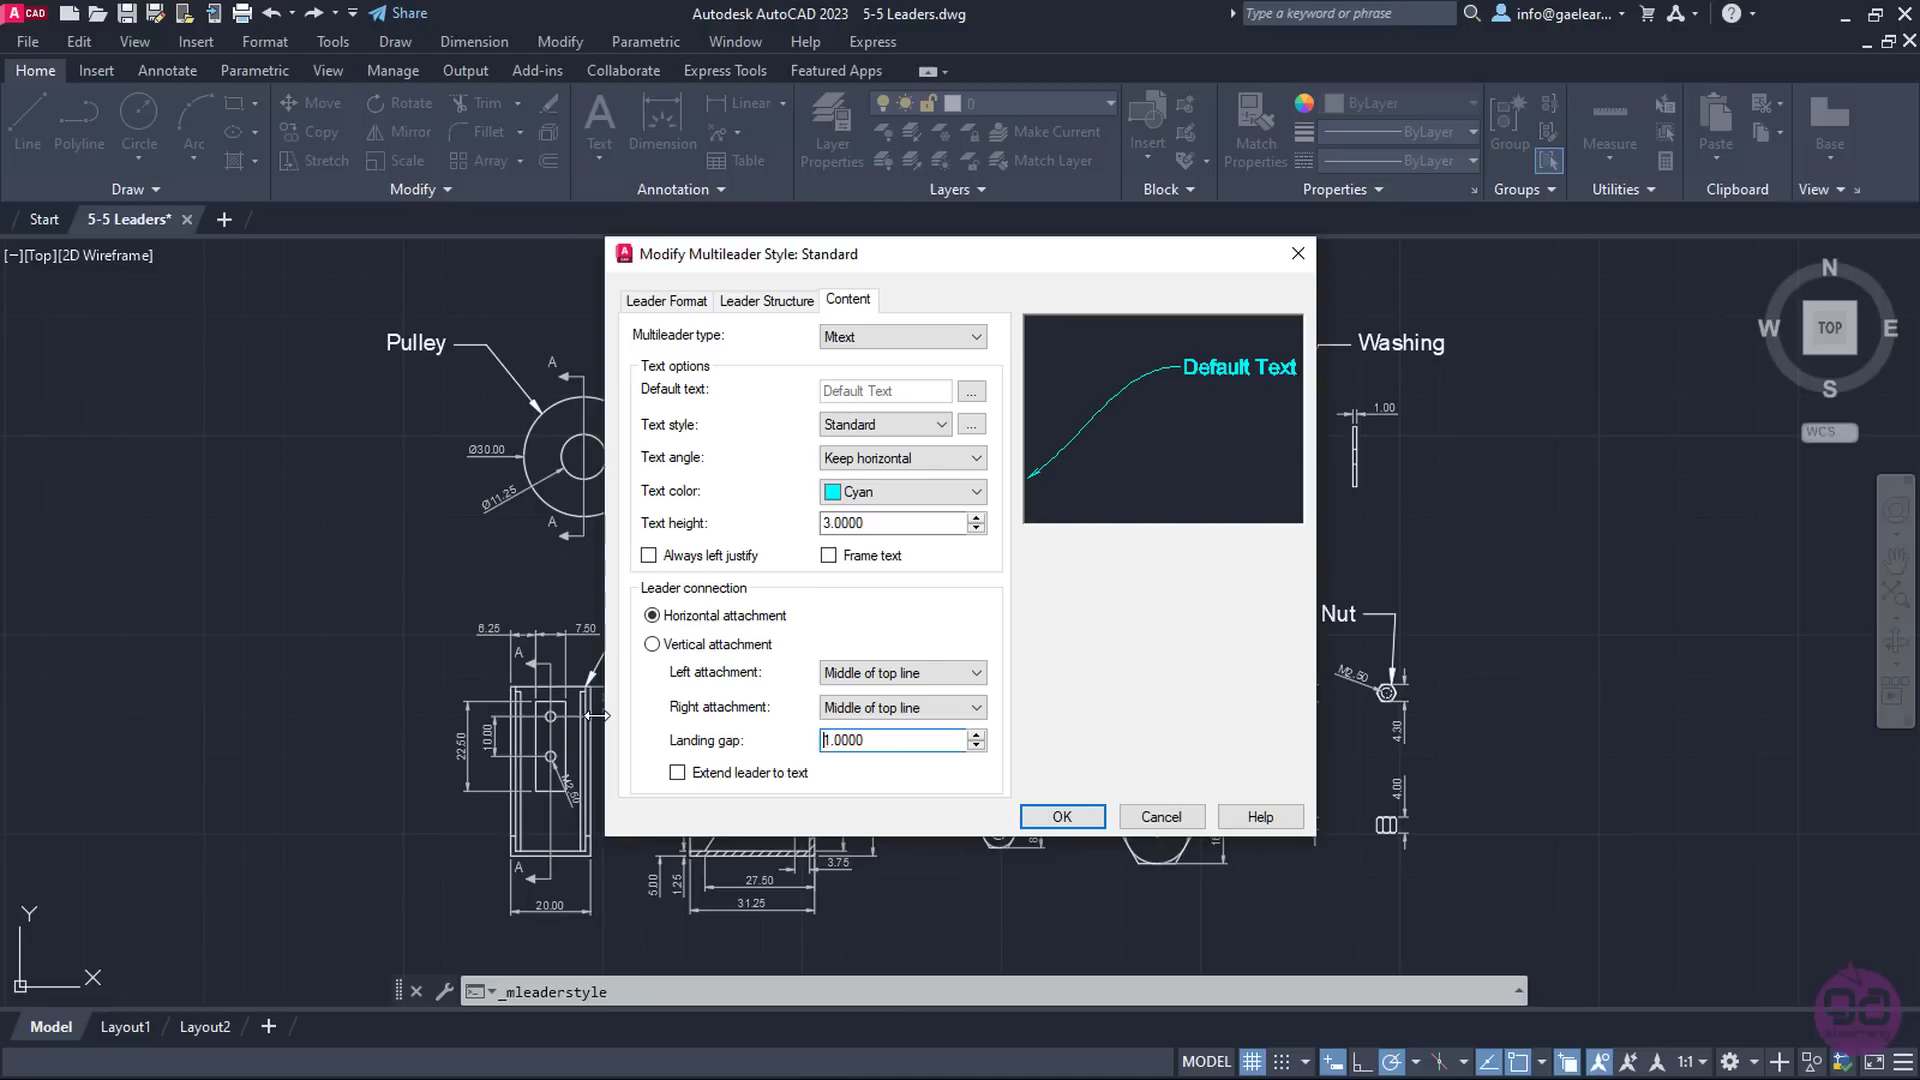 CAD
Share
Autodesk AutoCAD 2023 5-5 Leaders.dwg
Type a keyword or phrase
info@gaelear...
File Edit View Insert Format Tools Draw Dimension Modify Parametric Window Help Express
Home Insert Annotate Parametric View Manage Output Add-ins Collaborate Express Tools Featured Apps
Move Rotate Trim Linear 0 ByLayer
Copy Mirror Fillet Make Current ByLayer
Line Polyline Circle Arc Text Dimension Layer Properties Insert Match Properties Group Measure Paste Base
Stretch Scale Array Table Match Layer ByLayer
Draw Modify Annotation Layers Block Properties Groups Utilities Clipboard View
Start 5-5 Leaders*
[−][Top][2D Wireframe]
Modify Multileader Style: Standard
Leader Format Leader Structure Content
Multileader type: Mtext
Text options
Default text: Default Text ...
Text style: Standard ...
Text angle: Keep horizontal
Text color: Cyan
Text height: 3.0000
Always left justify Frame text
Leader connection
Horizontal attachment
Vertical attachment
Left attachment: Middle of top line
Right attachment: Middle of top line
Landing gap: 1.0000
Extend leader to text
OK Cancel Help
Default Text
Pulley
A
Ø30.00
Ø11.25
A
Washing
1.00
N
W TOP E
S
WCS
Nut
M2.50
4.30
4.00
6.25 7.50
A
22.50
10.00
M2.50
A
20.00
5.00
1.25
3.75
27.50
31.25
Y
X
_mleaderstyle
Model Layout1 Layout2
MODEL 1:1
ga